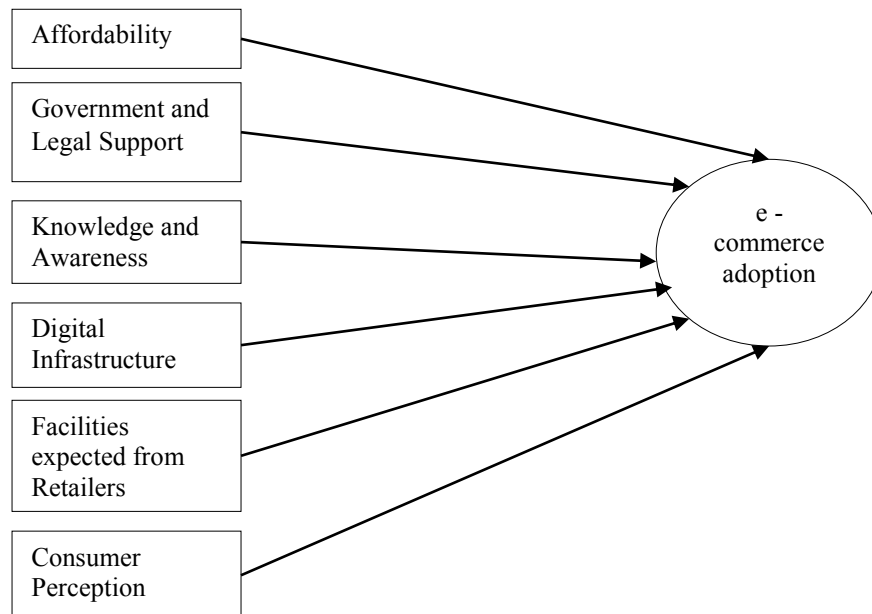 Affordability
Government and
Legal Support
Knowledge and
Awareness
Digital
Infrastructure
Facilities
expected from
Retailers
Consumer
Perception
e -
commerce
adoption